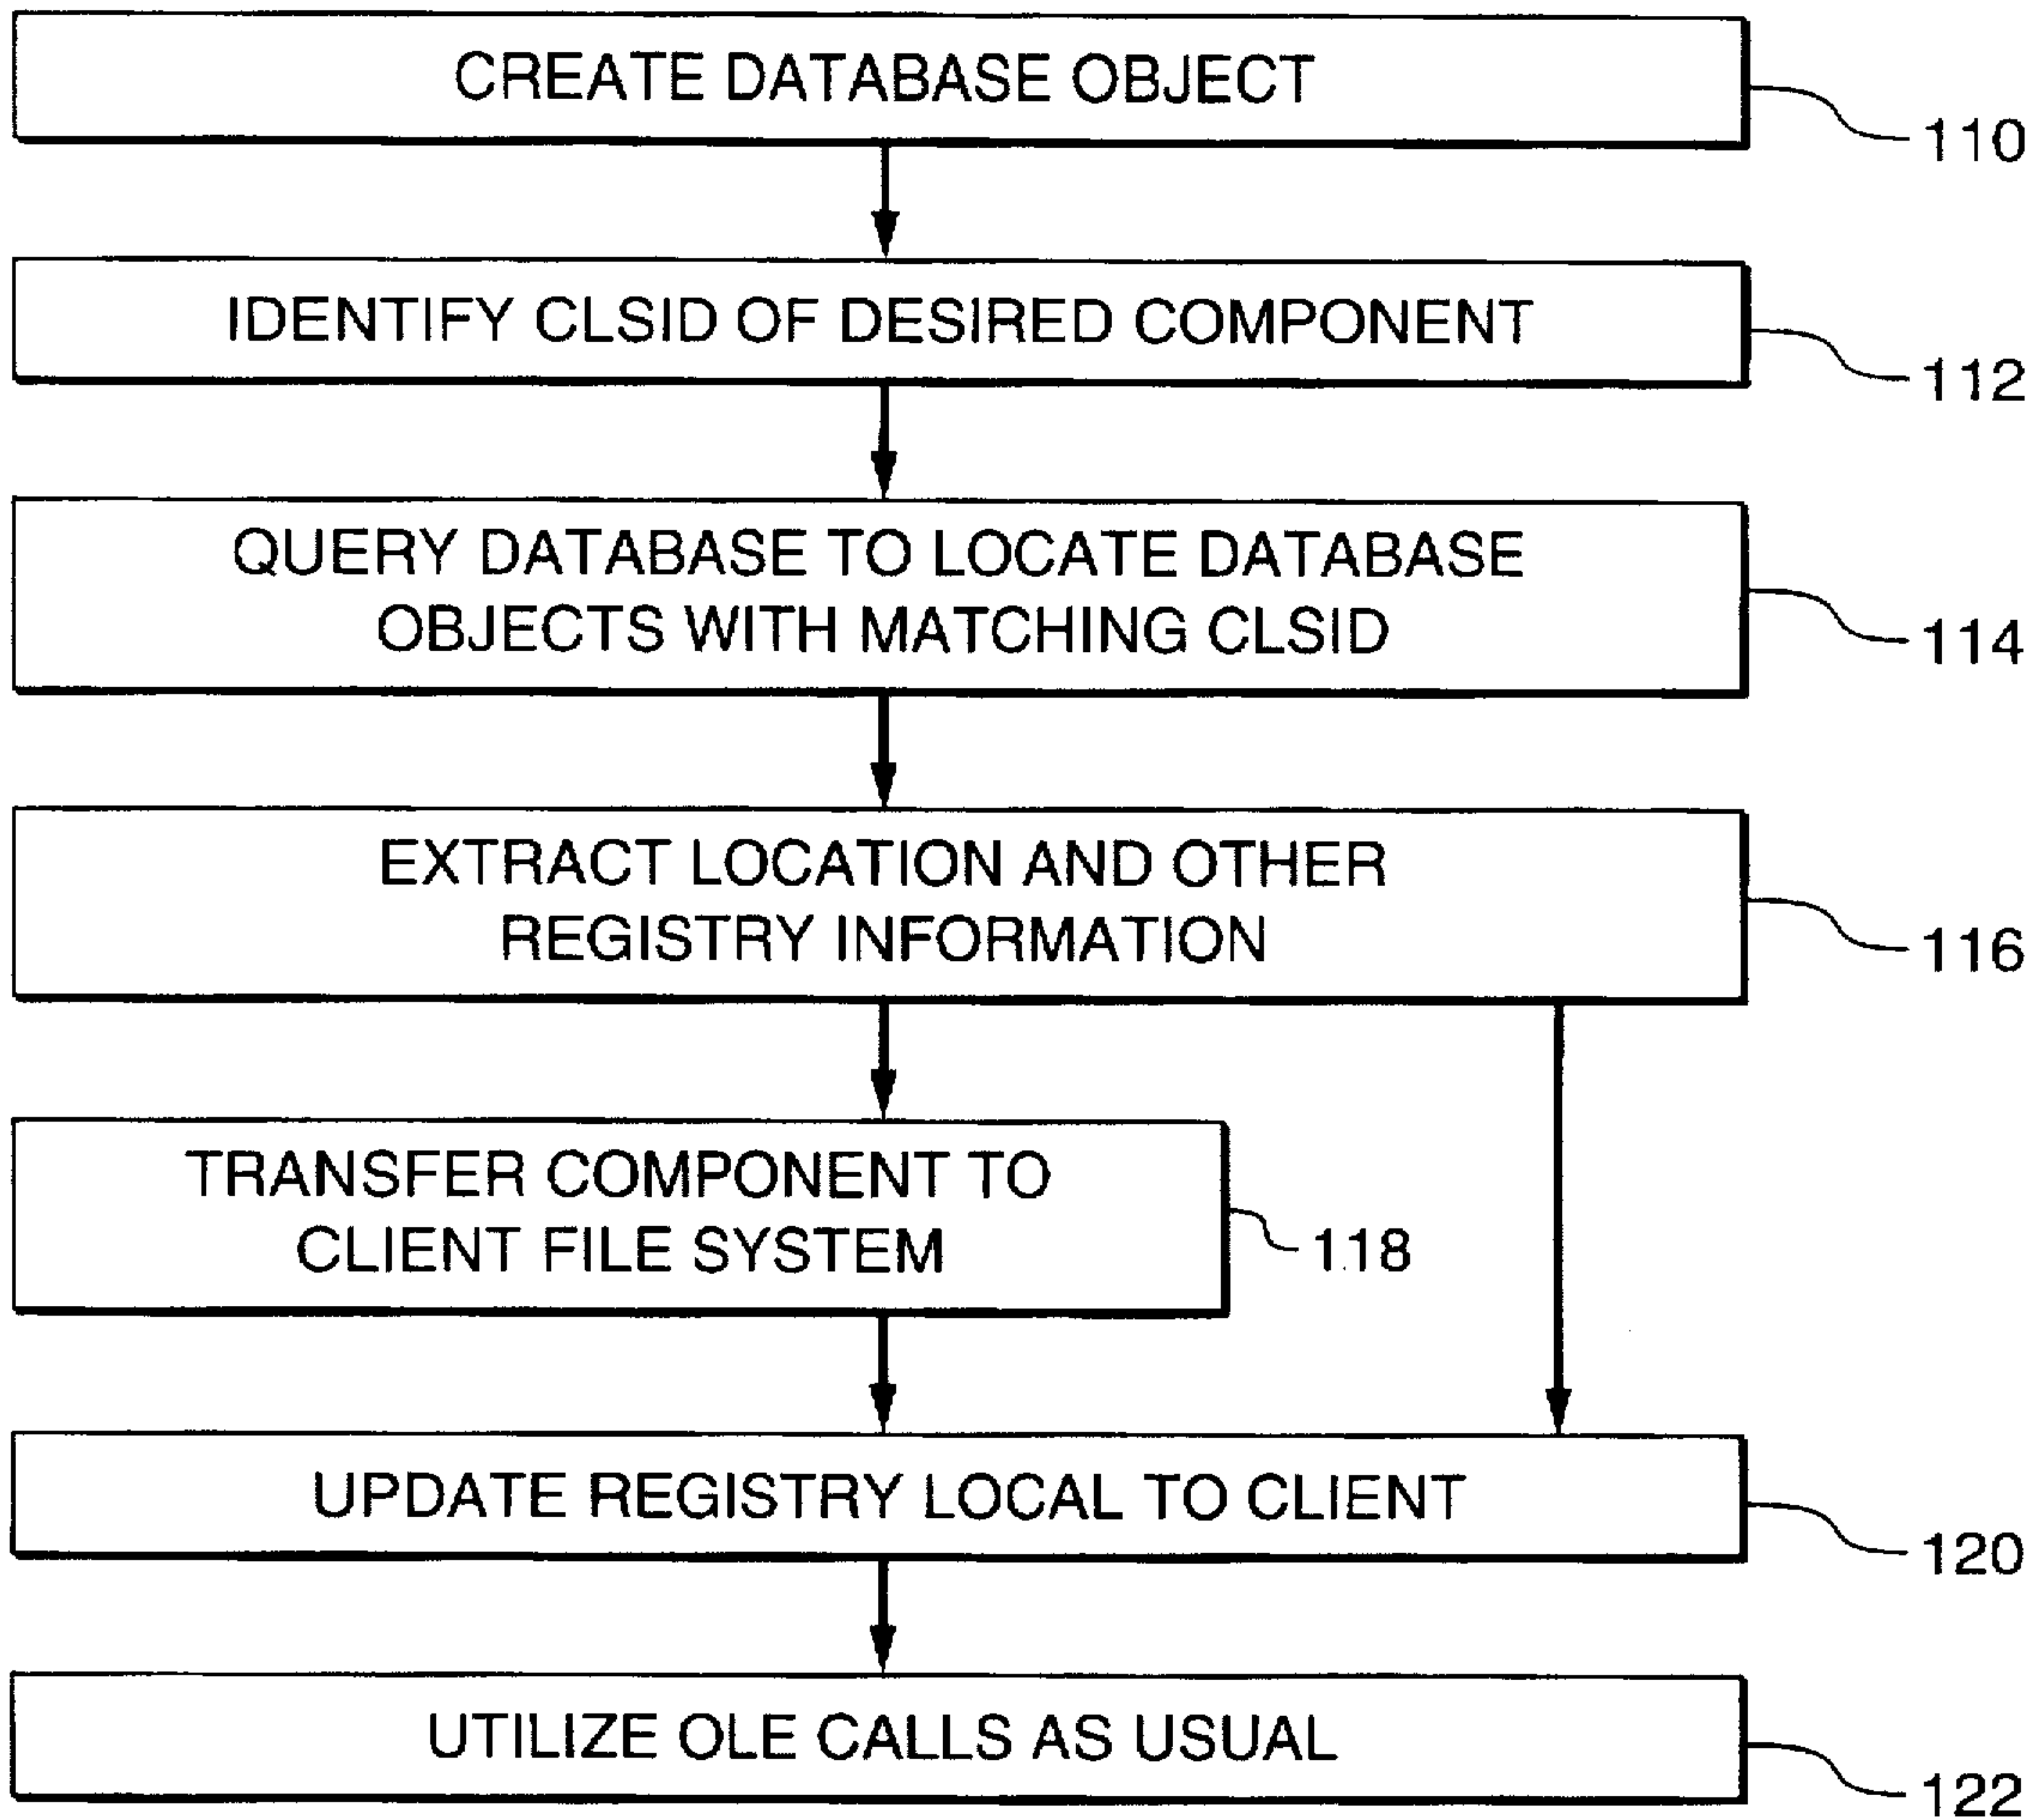 CREATE DATABASE OBJECT
110
IDENTIFY CLSID OF DESIRED COMPONENT
112
QUERY DATABASE TO LOCATE DATABASE
OBJECTS WITH MATCHING CLSID
114
EXTRACT LOCATION AND OTHER
REGISTRY INFORMATION
116
TRANSFER COMPONENT TO
CLIENT FILE SYSTEM
118
UPDATE REGISTRY LOCAL TO CLIENT
120
UTILIZE OLE CALLS AS USUAL
122